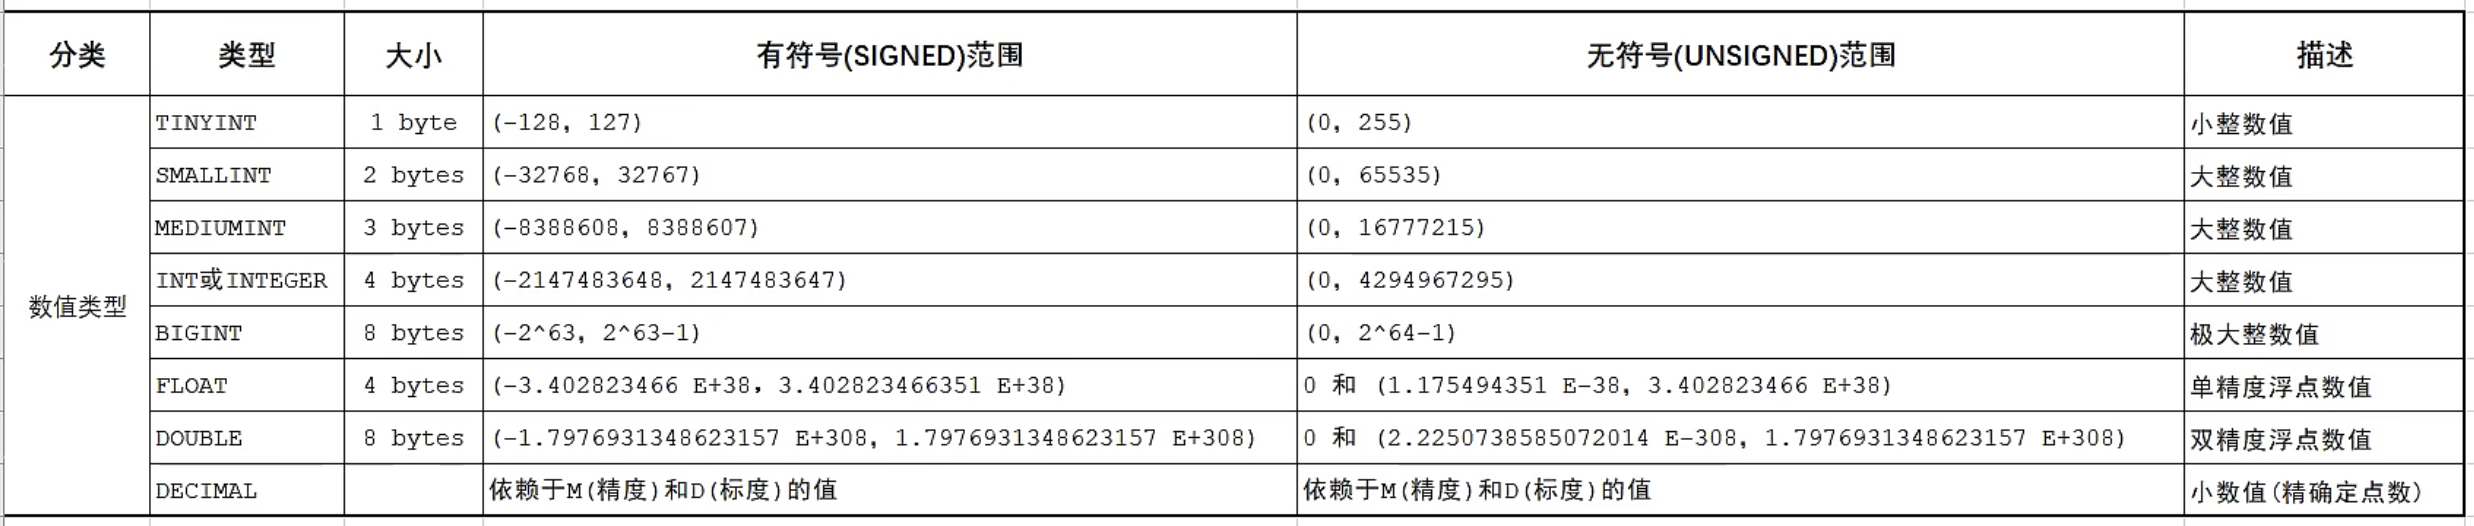 分类 类型 大小 有符号(SIGNED)范围 无符号(UNSIGNED)范围 描述
数值类型
TINYINT 1 byte (-128, 127) (0, 255) 小整数值
SMALLINT 2 bytes (-32768, 32767) (0, 65535) 大整数值
MEDIUMINT 3 bytes (-8388608, 8388607) (0, 16777215) 大整数值
INT或INTEGER 4 bytes (-2147483648, 2147483647) (0, 4294967295) 大整数值
BIGINT 8 bytes (-2^63, 2^63-1) (0, 2^64-1) 极大整数值
FLOAT 4 bytes (-3.402823466 E+38, 3.402823466351 E+38) 0 和 (1.175494351 E-38, 3.402823466 E+38) 单精度浮点数值
DOUBLE 8 bytes (-1.7976931348623157 E+308, 1.7976931348623157 E+308) 0 和 (2.2250738585072014 E-308, 1.7976931348623157 E+308) 双精度浮点数值
DECIMAL 依赖于M(精度)和D(标度)的值 依赖于M(精度)和D(标度)的值 小数值(精确定点数)